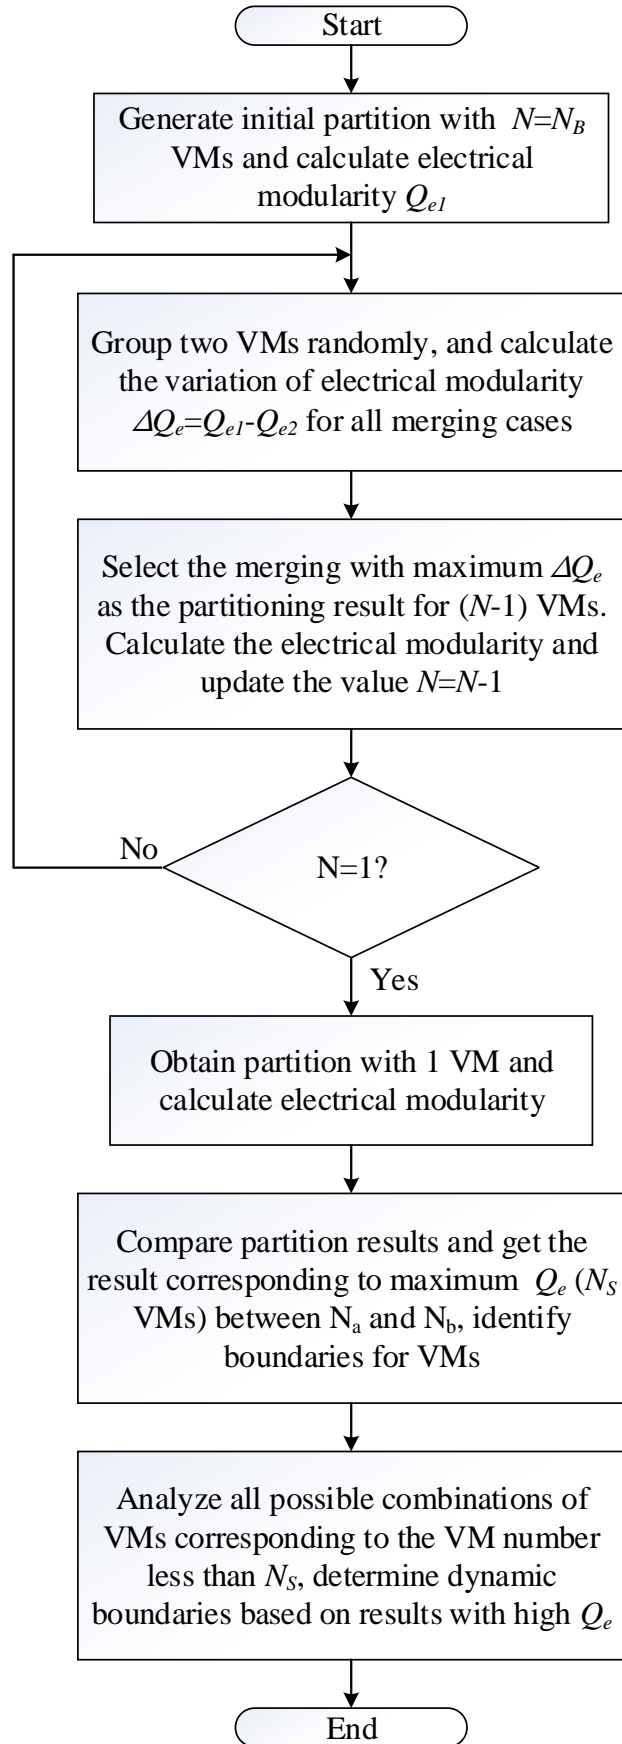 Start
Generate initial partition with N=N_B
VMs and calculate electrical
modularity Q_e1
Group two VMs randomly, and calculate
the variation of electrical modularity
ΔQ_e=Q_e1-Q_e2 for all merging cases
Select the merging with maximum ΔQ_e
as the partitioning result for (N-1) VMs.
Calculate the electrical modularity and
update the value N=N-1
No
N=1?
Yes
Obtain partition with 1 VM and
calculate electrical modularity
Compare partition results and get the
result corresponding to maximum Q_e (N_S
VMs) between N_a and N_b, identify
boundaries for VMs
Analyze all possible combinations of
VMs corresponding to the VM number
less than N_S, determine dynamic
boundaries based on results with high Q_e
End